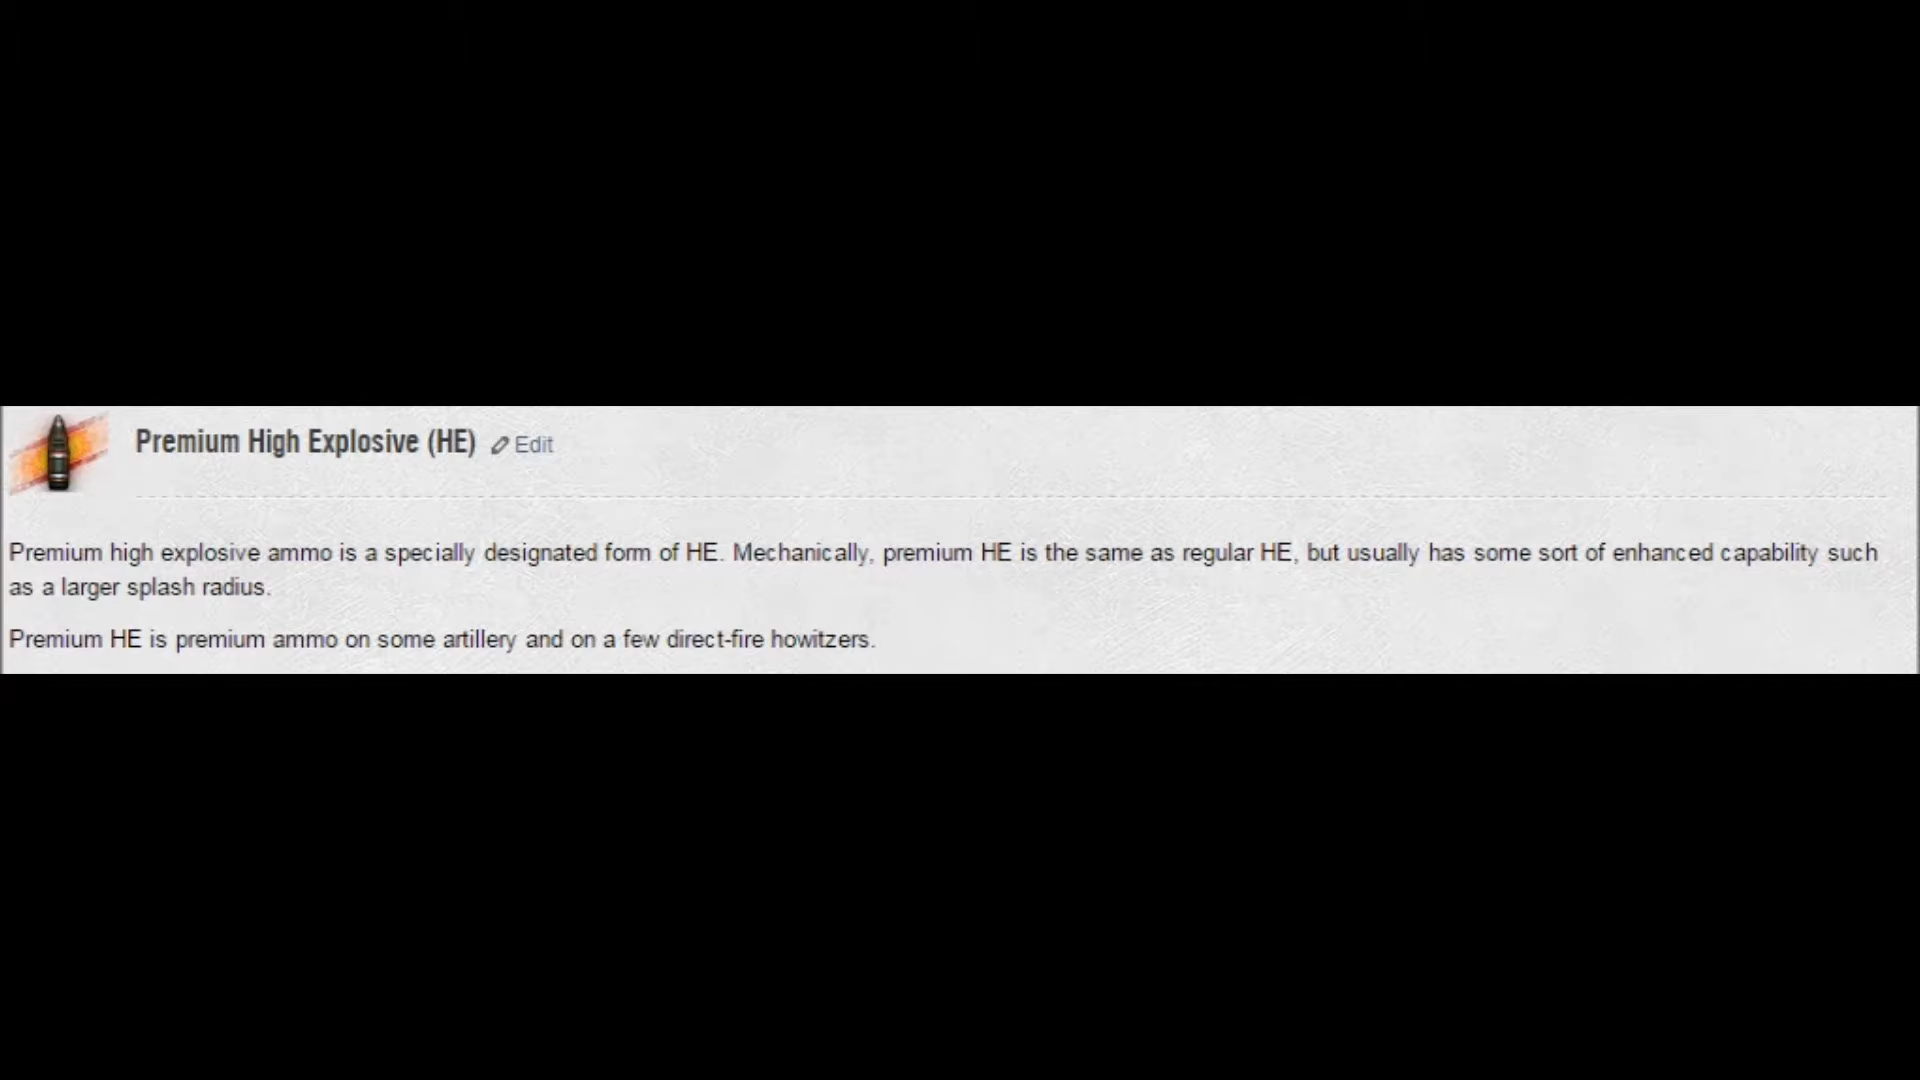 Premium High Explosive (HE) Edit
Premium high explosive ammo is a specially designated form of HE. Mechanically, premium HE is the same as regular HE, but usually has some sort of enhanced capability such
as a larger splash radius.
Premium HE is premium ammo on some artillery and on a few direct-fire howitzers.